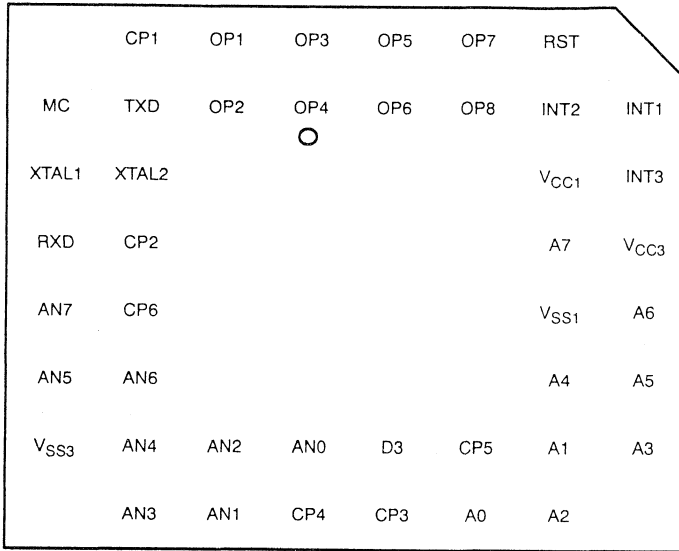 CP1 OP1 OP3 OP5 OP7 RST
MC TXD OP2 OP4 OP6 OP8 INT2 INT1
XTAL1 XTAL2 VCC1 INT3
RXD CP2 A7 VCC3
AN7 CP6 VSS1 A6
AN5 AN6 A4 A5
VSS3 AN4 AN2 AN0 D3 CP5 A1 A3
AN3 AN1 CP4 CP3 A0 A2